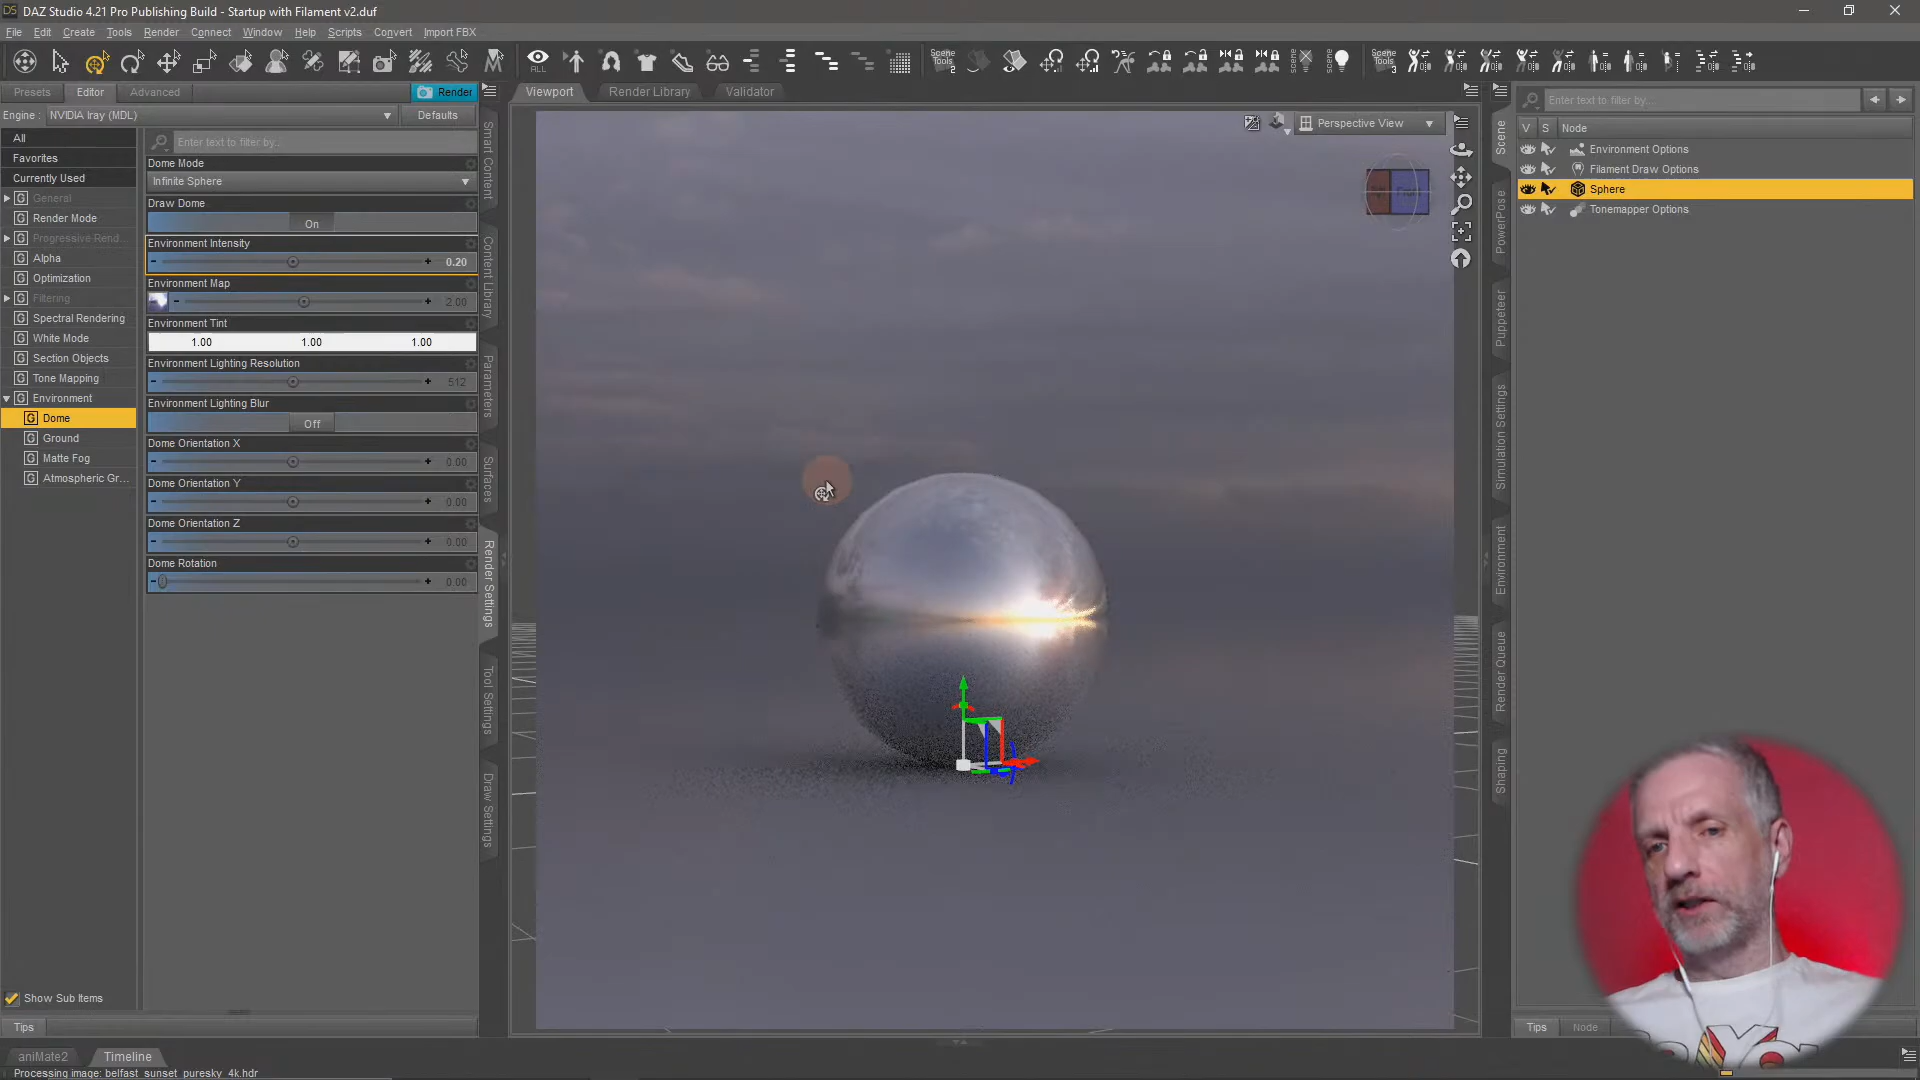 DAZ Studio 4.21 Pro Publishing Build - Startup with Filament v2.duf
File Edit Create Tools Render Connect Window Help Scripts Convert Import FBX
ALL
Scene Tools 2
scene
Scene Tools 3
Presets Editor Advanced Render
Viewport Render Library Validator
Engine : NVIDIA Iray (MDL) Defaults
Enter text to filter by...
All
Favorites
Currently Used
General
Render Mode
Progressive Rend...
Alpha
Optimization
Filtering
Spectral Rendering
White Mode
Section Objects
Tone Mapping
Environment
Dome
Ground
Matte Fog
Atmospheric Gr...
Show Sub Items
Tips
Dome Mode
Infinite Sphere
Draw Dome
On
Environment Intensity
0.20
Environment Map
2.00
Environment Tint
1.00 1.00 1.00
Environment Lighting Resolution
512
Environment Lighting Blur
Off
Dome Orientation X
0.00
Dome Orientation Y
0.00
Dome Orientation Z
0.00
Dome Rotation
0.00
Smart Content
Content Library
Parameters
Surfaces
Render Settings
Tool Settings
Draw Settings
Perspective View
Scene
PowerPose
Puppeteer
Simulation Settings
Environment
Render Queue
Shaping
Enter text to filter by...
V S Node
Environment Options
Filament Draw Options
Sphere
Tonemapper Options
Tips Node
aniMate2 Timeline
Processing image: belfast_sunset_puresky_4k.hdr